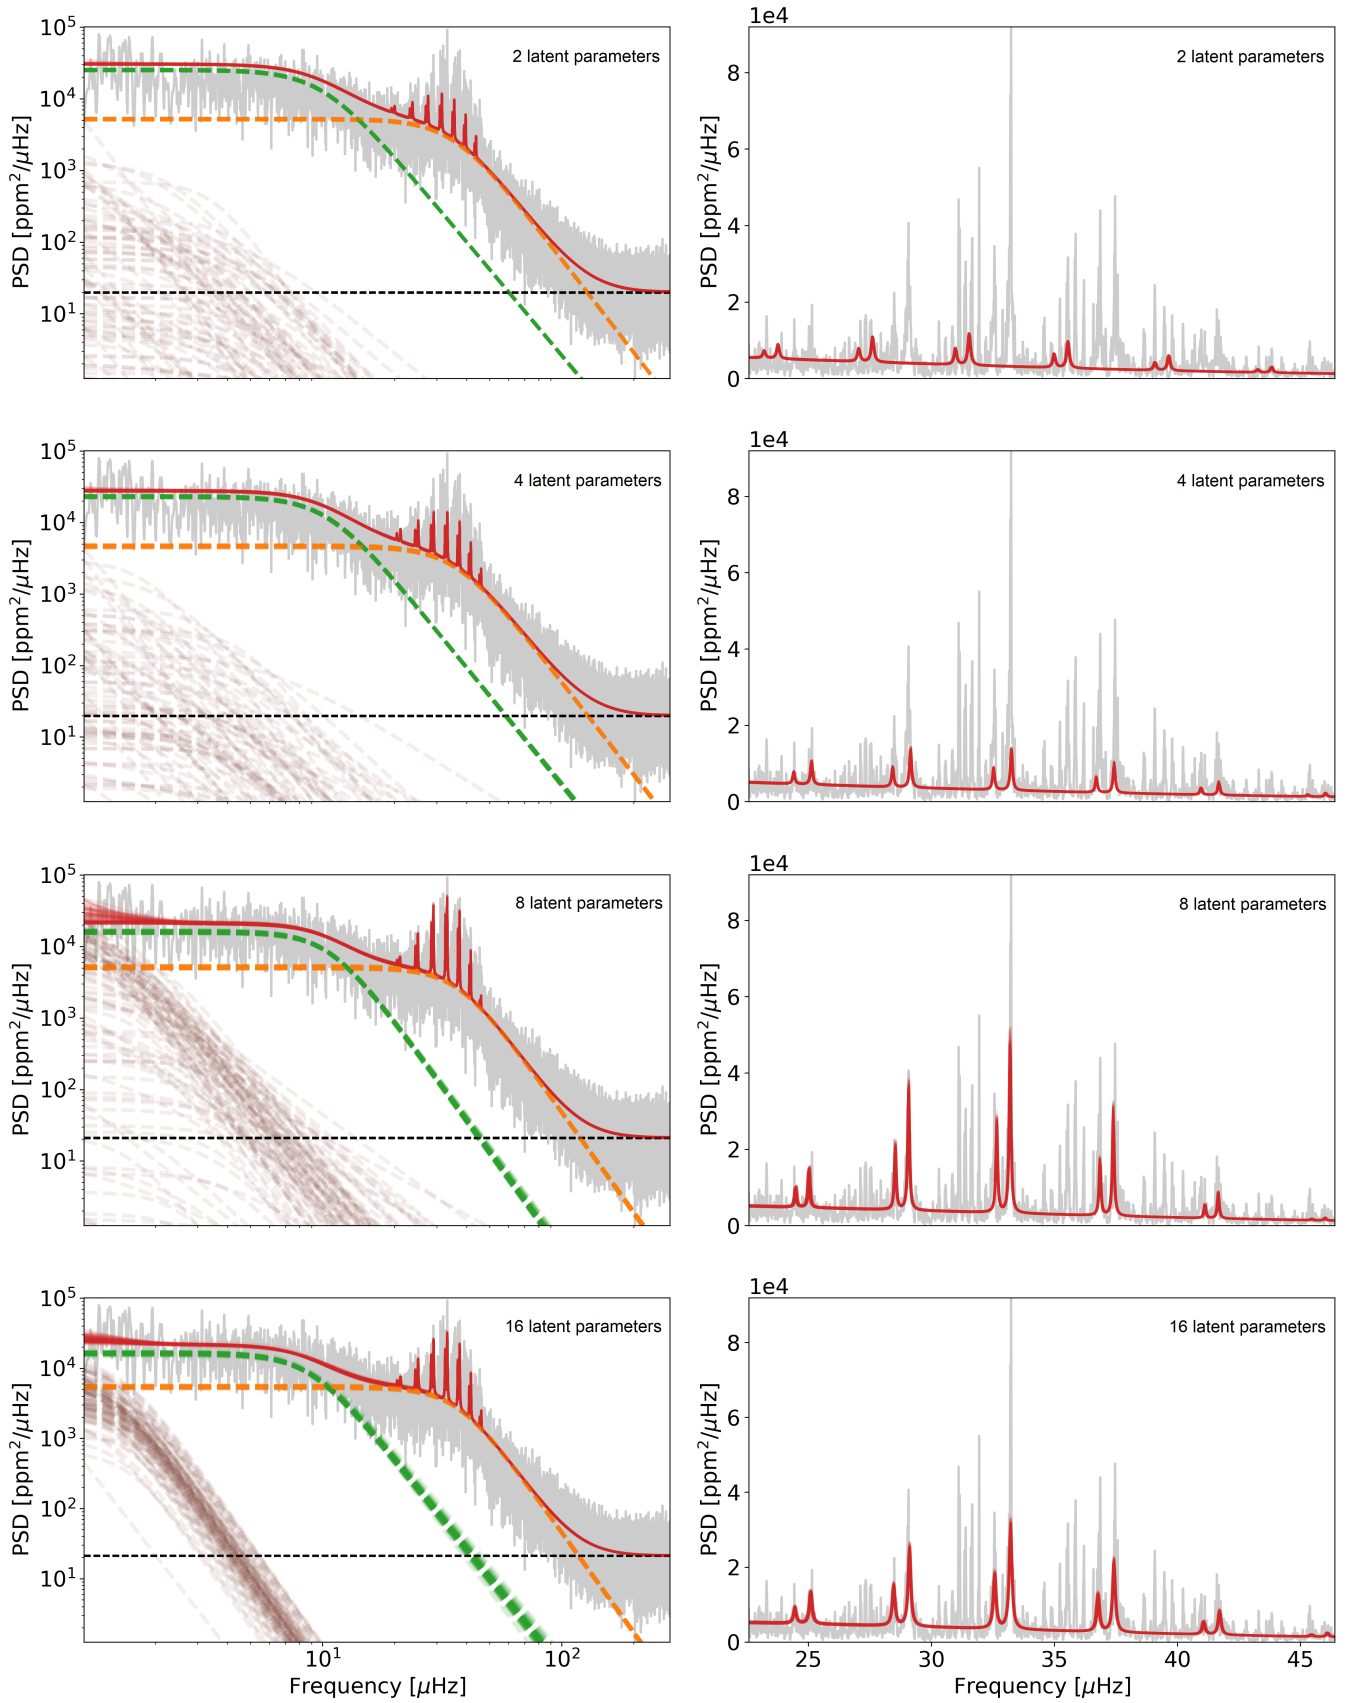 10^5
10^4
10^3
10^2
10^1
PSD [ppm^2/μHz]
2 latent parameters
1e4
8
6
4
2
0
PSD [ppm^2/μHz]
2 latent parameters
10^5
10^4
10^3
10^2
10^1
PSD [ppm^2/μHz]
4 latent parameters
1e4
8
6
4
2
0
PSD [ppm^2/μHz]
4 latent parameters
10^5
10^4
10^3
10^2
10^1
PSD [ppm^2/μHz]
8 latent parameters
1e4
8
6
4
2
0
PSD [ppm^2/μHz]
8 latent parameters
10^5
10^4
10^3
10^2
10^1
PSD [ppm^2/μHz]
16 latent parameters
10^1 10^2
Frequency [μHz]
1e4
8
6
4
2
0
PSD [ppm^2/μHz]
16 latent parameters
25 30 35 40 45
Frequency [μHz]